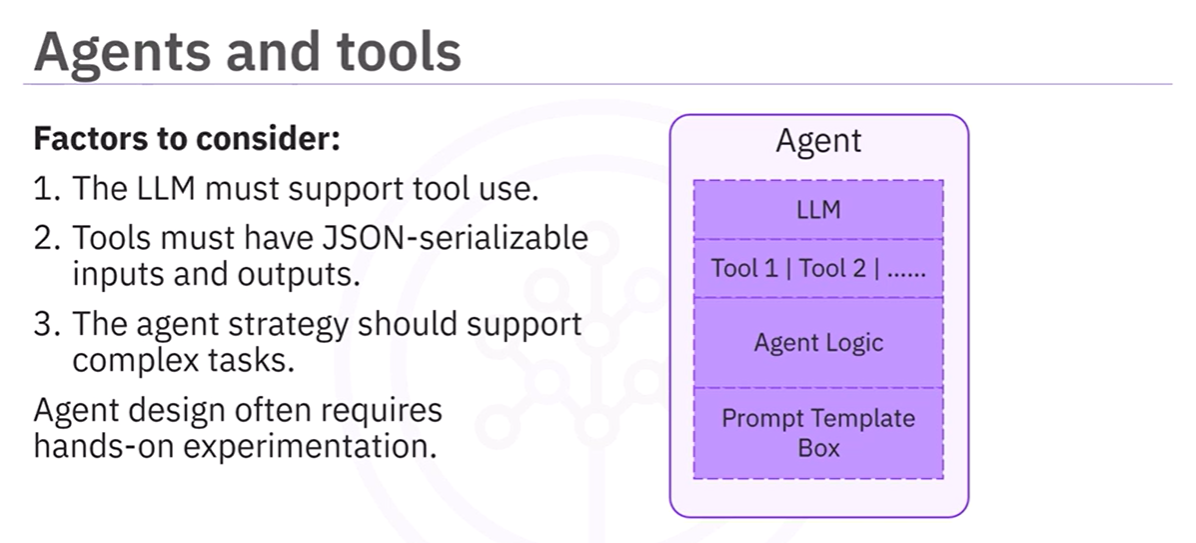 Agents and tools
Factors to consider:
1. The LLM must support tool use.
2. Tools must have JSON-serializable
inputs and outputs.
3. The agent strategy should support
complex tasks.
Agent design often requires
hands-on experimentation.
Agent
LLM
Tool 1 | Tool 2 | ......
Agent Logic
Prompt Template
Box